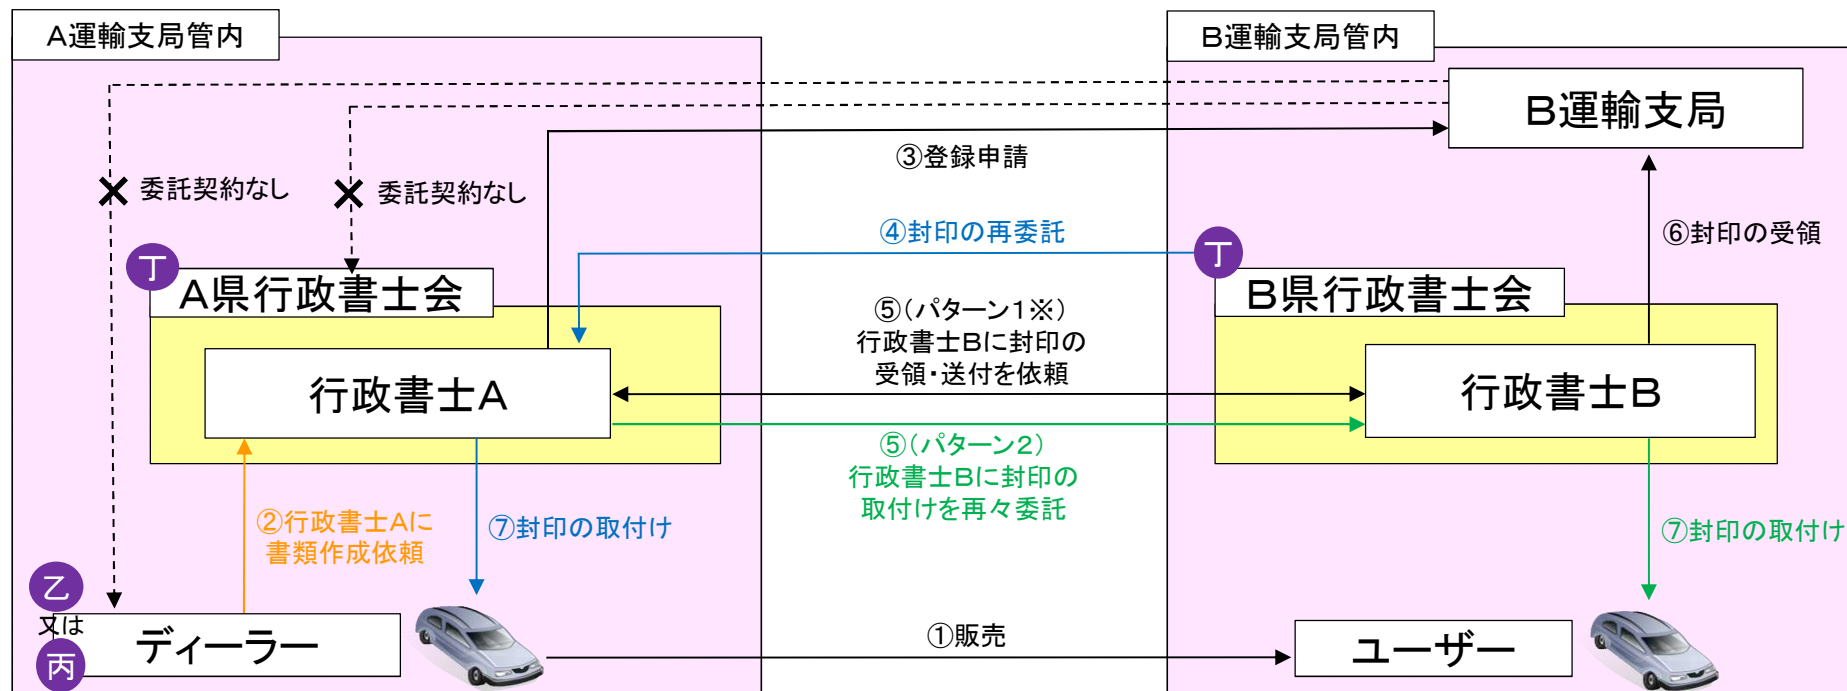 A運輸支局管内
B運輸支局管内
B運輸支局
③登録申請
委託契約なし
委託契約なし
④封印の再委託
⑥封印の受領
丁
丁
A県行政書士会
B県行政書士会
⑤(パターン1※)
行政書士Bに封印の
受領・送付を依頼
行政書士A
行政書士B
⑤(パターン2)
行政書士Bに封印の
取付けを再々委託
②行政書士Aに
書類作成依頼
⑦封印の取付け
⑦封印の取付け
乙
又は
丙
ディーラー
①販売
ユーザー